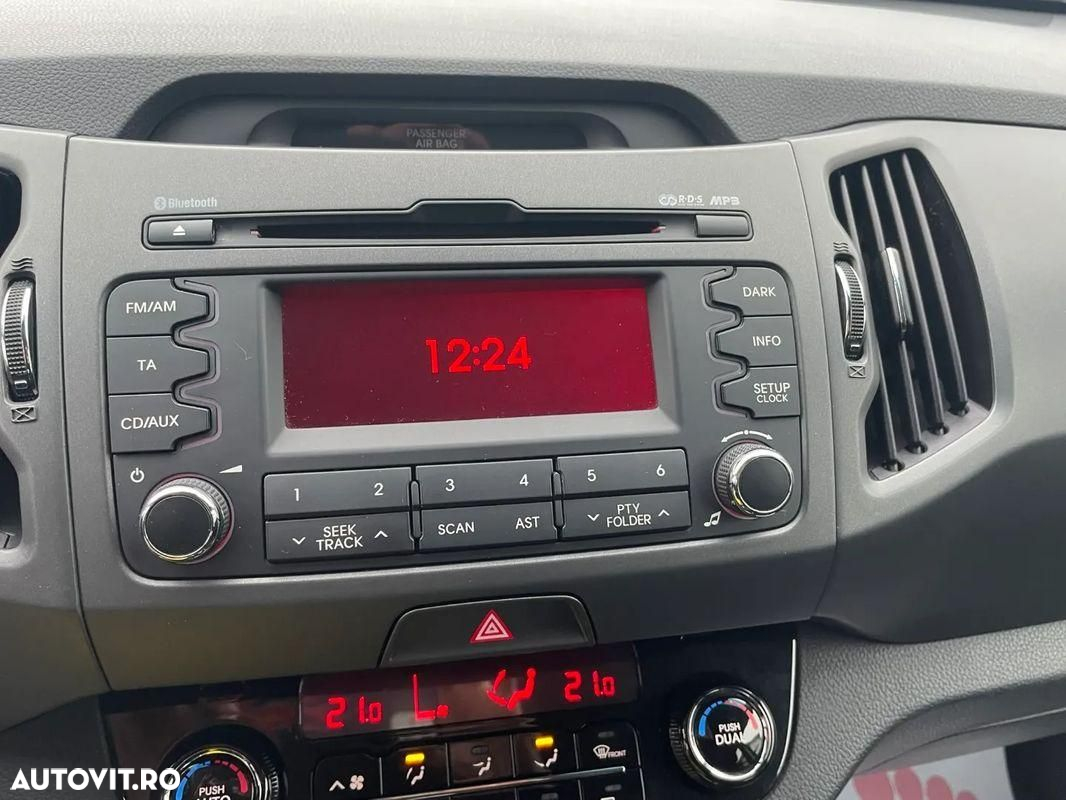 PASSENGER
AIR BAG
Bluetooth
R·D·S MP3
FM/AM
DARK
TA
INFO
CD/AUX
SETUP
CLOCK
12:24
1 2 3 4 5 6
SEEK
TRACK
SCAN AST
PTY
FOLDER
21.0 21.0
PUSH
DUAL
FRONT
PUSH
AUTO
AUTOVIT.RO